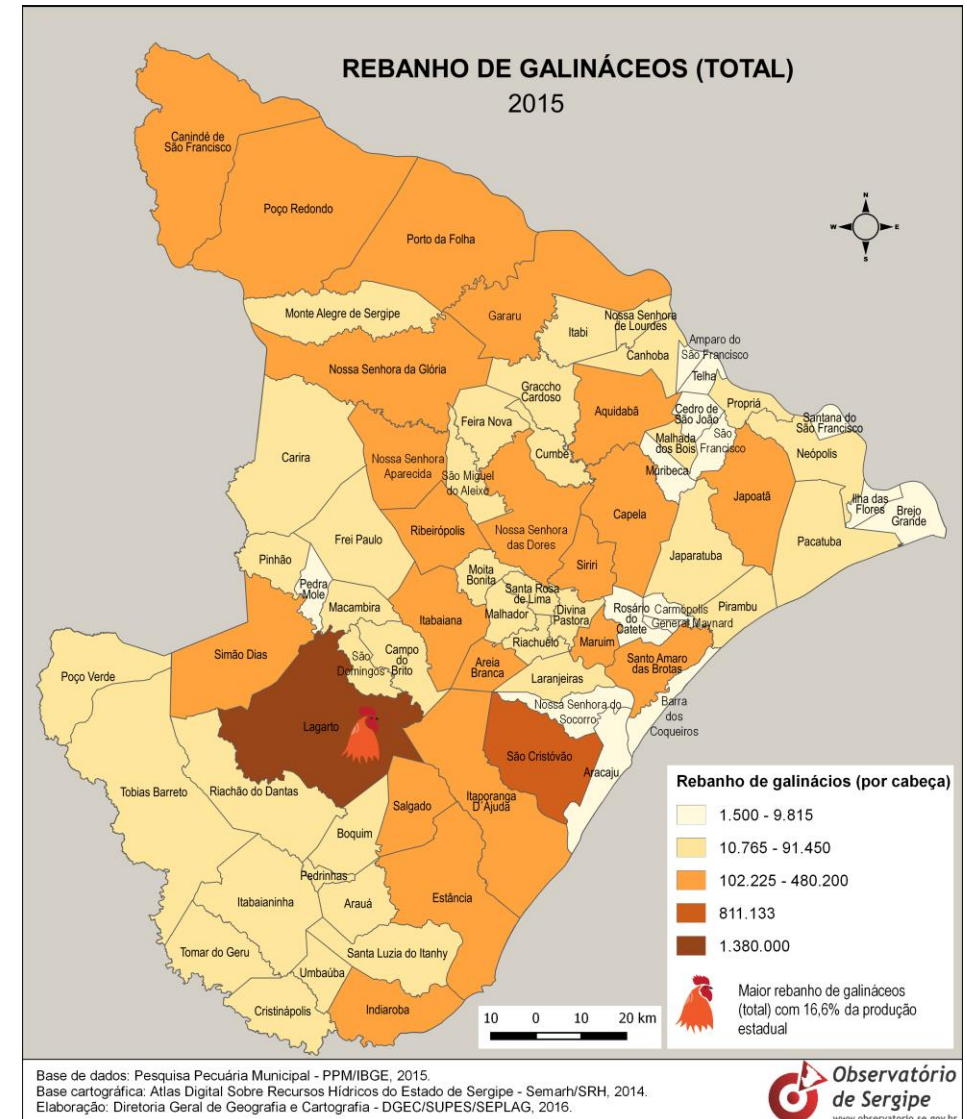 REBANHO DE GALINÁCEOS (TOTAL)
2015
Canindé de
São Francisco
Poço Redondo
Porto da Folha
N
W
E
S
Monte Alegre de Sergipe
Gararu
Itabi
Nossa Senhora
de Lourdes
Canhoba
Amparo do
São Francisco
Telha
Nossa Senhora da Glória
Graccho
Cardoso
Feira Nova
Aquidabã
Cedro de
São João
Propriá
Santana do
São Francisco
Malhada
dos Bois
São
Francisco
Neópolis
Carira
Nossa Senhora
Aparecida
São Miguel
do Aleixo
Cumbe
Muribeca
Japoatã
Ilha das
Flores
Brejo
Grande
Frei Paulo
Ribeirópolis
Nossa Senhora
das Dores
Capela
Pacatuba
Pinhão
Pedra
Mole
Moita
Bonita
Siriri
Japaratuba
Macambira
Santa Rosa
de Lima
Malhador
Divina
Pastora
Rosário
do
Catete
Carmópolis
General Maynard
Pirambu
Itabaiana
Riachuelo
Maruim
Simão Dias
São
Domingos
Campo
do
Brito
Areia
Branca
Laranjeiras
Santo Amaro
das Brotas
Poço Verde
Nossa Senhora do
Socorro
Barra
dos
Coqueiros
Lagarto
São Cristóvão
Aracaju
Tobias Barreto
Riachão do Dantas
Salgado
Itaporanga
D'Ajuda
Boquim
Pedrinhas
Itabaianinha
Arauá
Estância
Tomar do Geru
Santa Luzia do Itanhy
Umbaúba
Cristinápolis
Indiaroba
10 0 10 20 km
Rebanho de galinácios (por cabeça)
1.500 - 9.815
10.765 - 91.450
102.225 - 480.200
811.133
1.380.000
Maior rebanho de galináceos
(total) com 16,6% da produção
estadual
Base de dados: Pesquisa Pecuária Municipal - PPM/IBGE, 2015.
Base cartográfica: Atlas Digital Sobre Recursos Hídricos do Estado de Sergipe - Semarh/SRH, 2014.
Elaboração: Diretoria Geral de Geografia e Cartografia - DGEC/SUPES/SEPLAG, 2016.
Observatório
de Sergipe
www.observatorio.se.gov.br